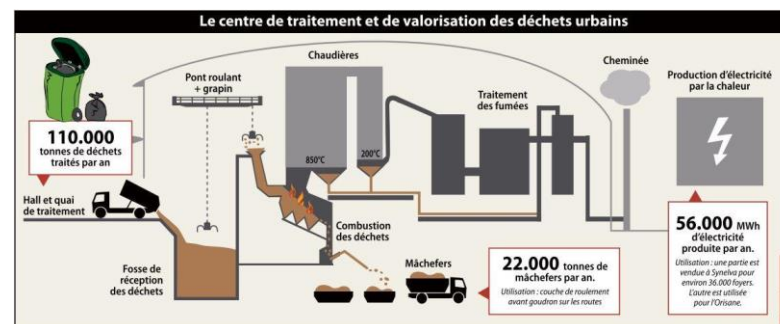 Le centre de traitement et de valorisation des déchets urbains
110.000
tonnes de déchets
traités par an
Hall et quai
de traitement
Pont roulant
+ grapin
Fosse de
réception
des déchets
Chaudières
850°C
200°C
Combustion
des déchets
Mâchefers
22.000 tonnes de
mâchefers par an.
Utilisation : couche de roulement
avant goudron sur les routes
Traitement
des fumées
Cheminée
Production d'électricité
par la chaleur
56.000 MWh
d'électricité
produite par an.
Utilisation : une partie est
vendue à Synelva pour
environ 36.000 foyers.
L'autre est utilisée
pour l'Orisane.